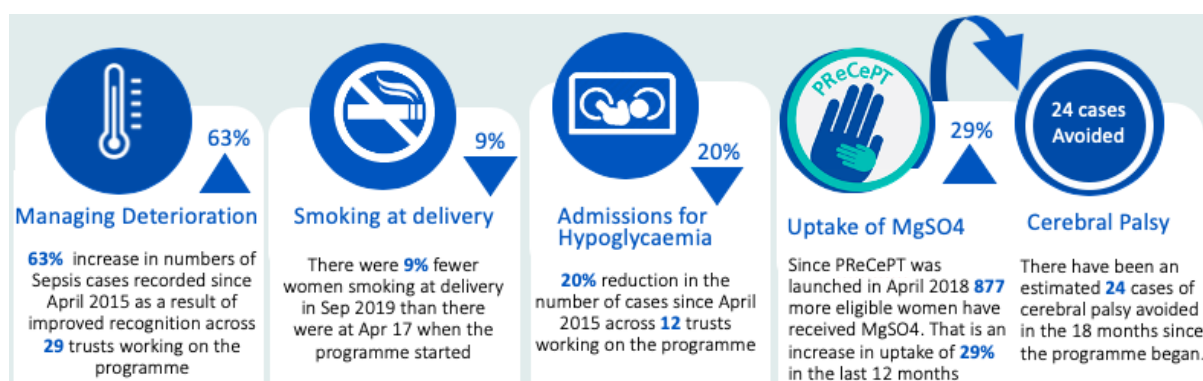 63%
Managing Deterioration
63% increase in numbers of
Sepsis cases recorded since
April 2015 as a result of
improved recognition across
29 trusts working on the
programme
9%
Smoking at delivery
There were 9% fewer
women smoking at delivery
in Sep 2019 than there
were at Apr 17 when the
programme started
20%
Admissions for
Hypoglycaemia
20% reduction in the
number of cases since April
2015 across 12 trusts
working on the programme
PReCePT
29%
Uptake of MgSO4
Since PReCePT was
launched in April 2018 877
more eligible women have
received MgSO4. That is an
increase in uptake of 29%
in the last 12 months
24 cases
Avoided
Cerebral Palsy
There have been an
estimated 24 cases of
cerebral palsy avoided
in the 18 months since
the programme began.